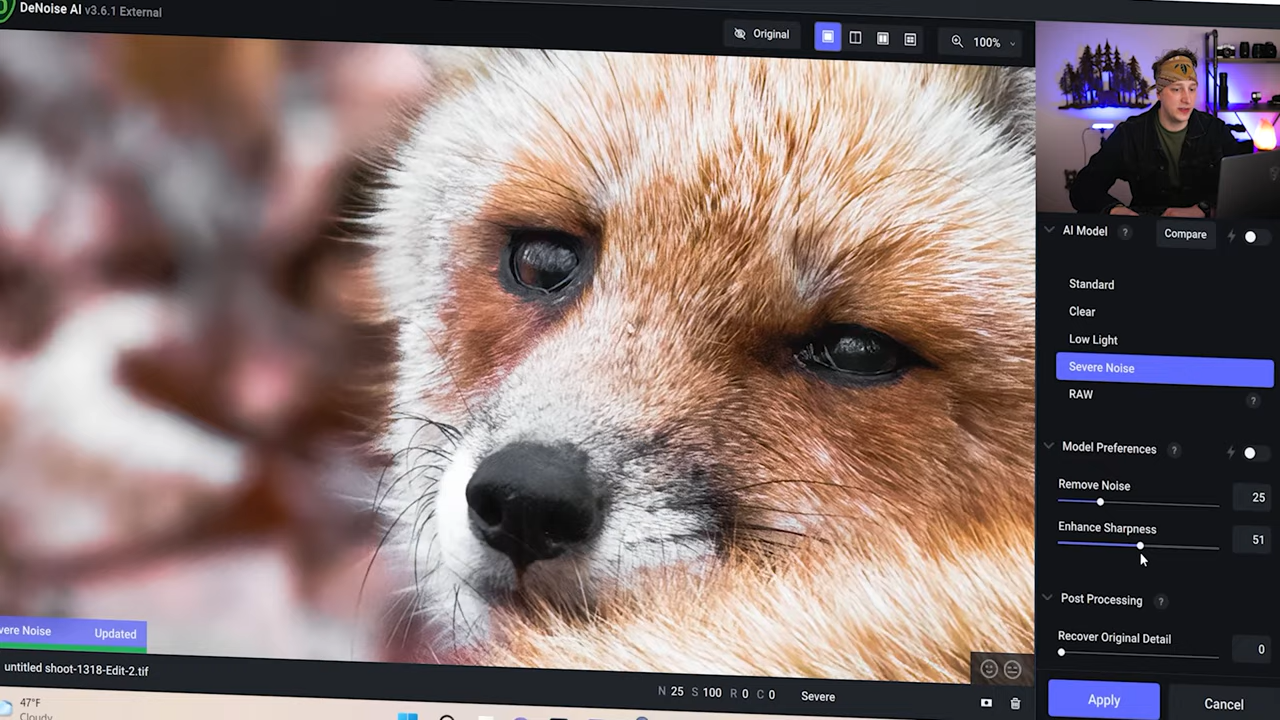 DeNoise AI v3.6.1 External
Original
100%
AI Model ?
Compare
Standard
Clear
Low Light
Severe Noise
RAW ?
Model Preferences ?
Remove Noise
25
Enhance Sharpness
51
Post Processing ?
Recover Original Detail
0
vere Noise Updated
untitled shoot-1318-Edit-2.tif
N 25 S 100 R 0 C 0 Severe
Apply
Cancel
47°F
Cloudy